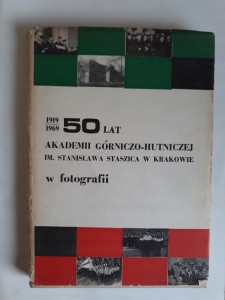 1919
1969 50 LAT
AKADEMII GÓRNICZO-HUTNICZEJ
IM. STANISŁAWA STASZICA W KRAKOWIE
w fotografii